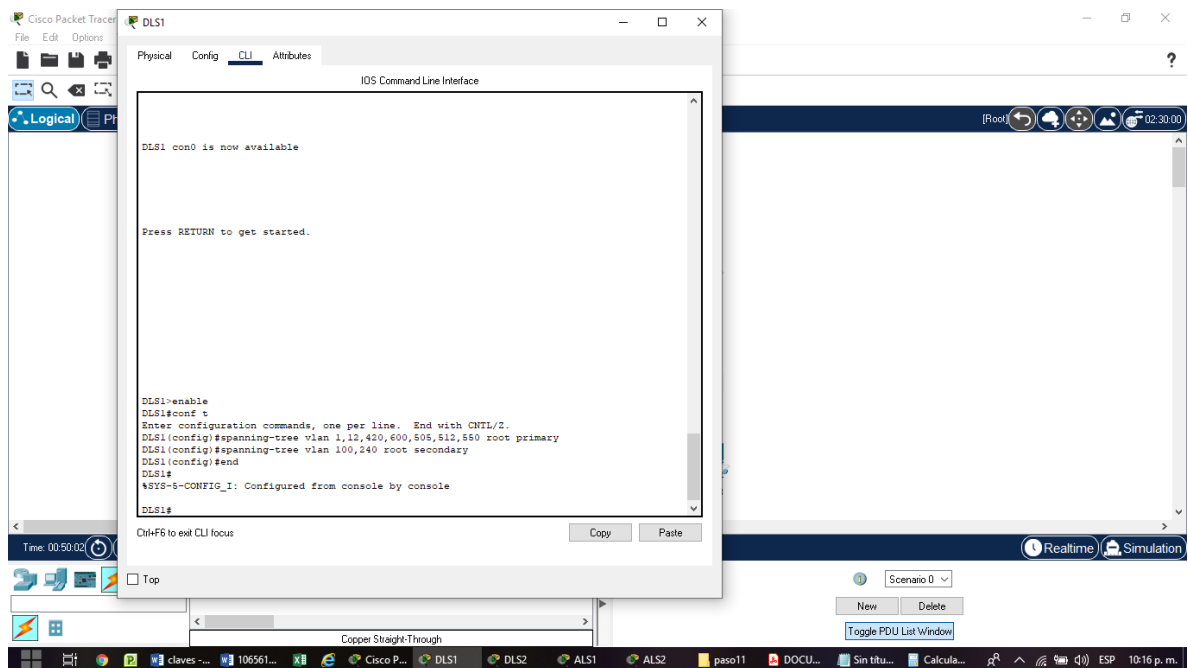 Cisco Packet Tracer
DLS1
File Edit Options
Physical Config CLI Attributes
?
IOS Command Line Interface
Logical
Ph
[Root]
02:30:00
DLS1 con0 is now available
Press RETURN to get started.
DLS1>enable
DLS1#conf t
Enter configuration commands, one per line. End with CNTL/Z.
DLS1(config)#spanning-tree vlan 1,12,420,600,505,512,550 root primary
DLS1(config)#spanning-tree vlan 100,240 root secondary
DLS1(config)#end
DLS1#
%SYS-5-CONFIG_I: Configured from console by console
DLS1#
Ctrl+F6 to exit CLI focus
Copy Paste
Time: 00:50:02
Realtime Simulation
Top
Scenario 0
New Delete
Toggle PDU List Window
Copper Straight-Through
claves -... 106561... Cisco P... DLS1 DLS2 ALS1 ALS2 paso11 DOCU... Sin títu... Calcula... ESP 10:16 p. m.